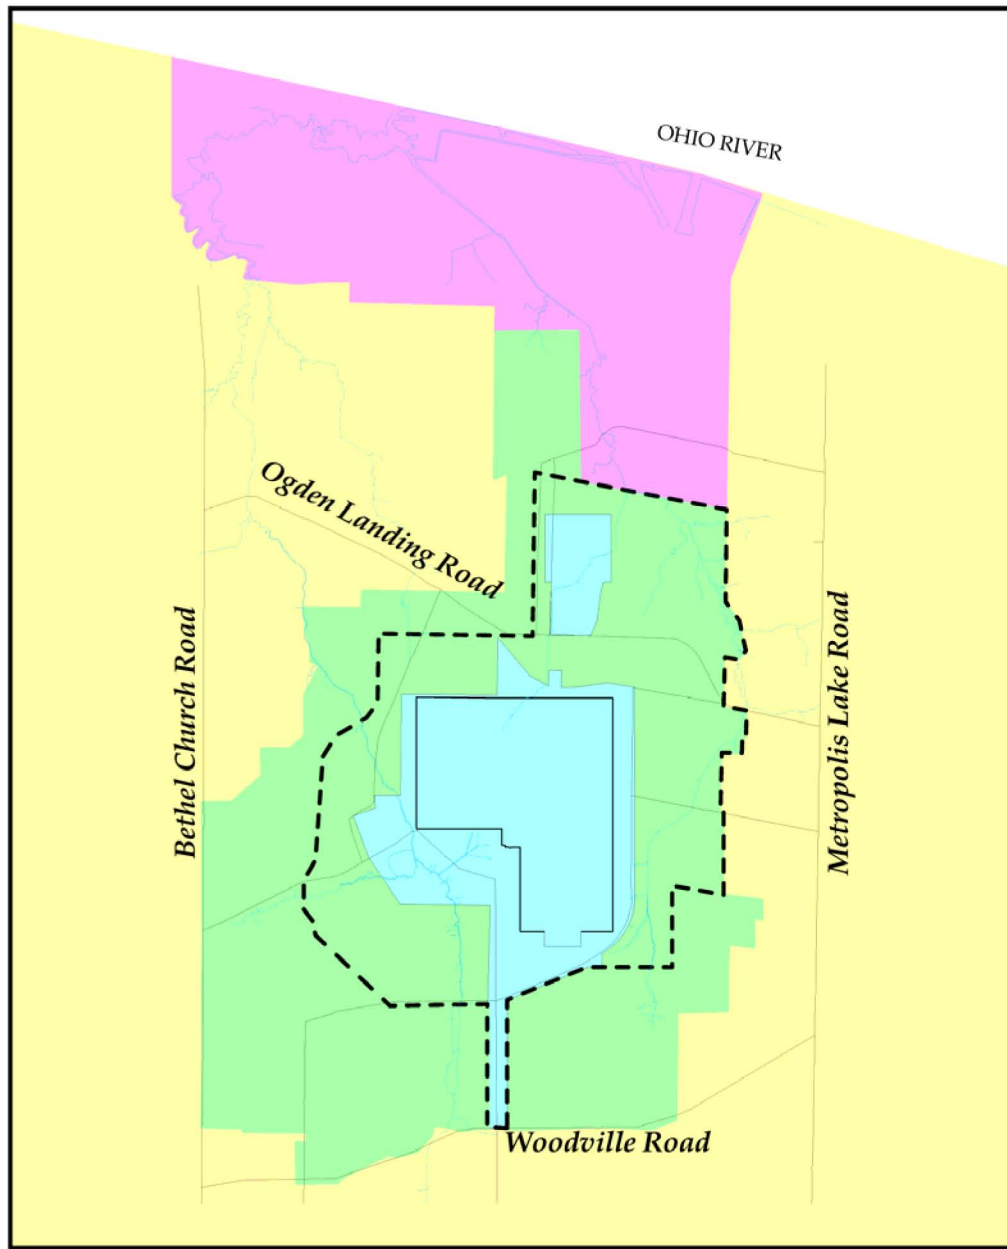 OHIO RIVER
Ogden Landing Road
Bethel Church Road
Metropolis Lake Road
Woodville Road